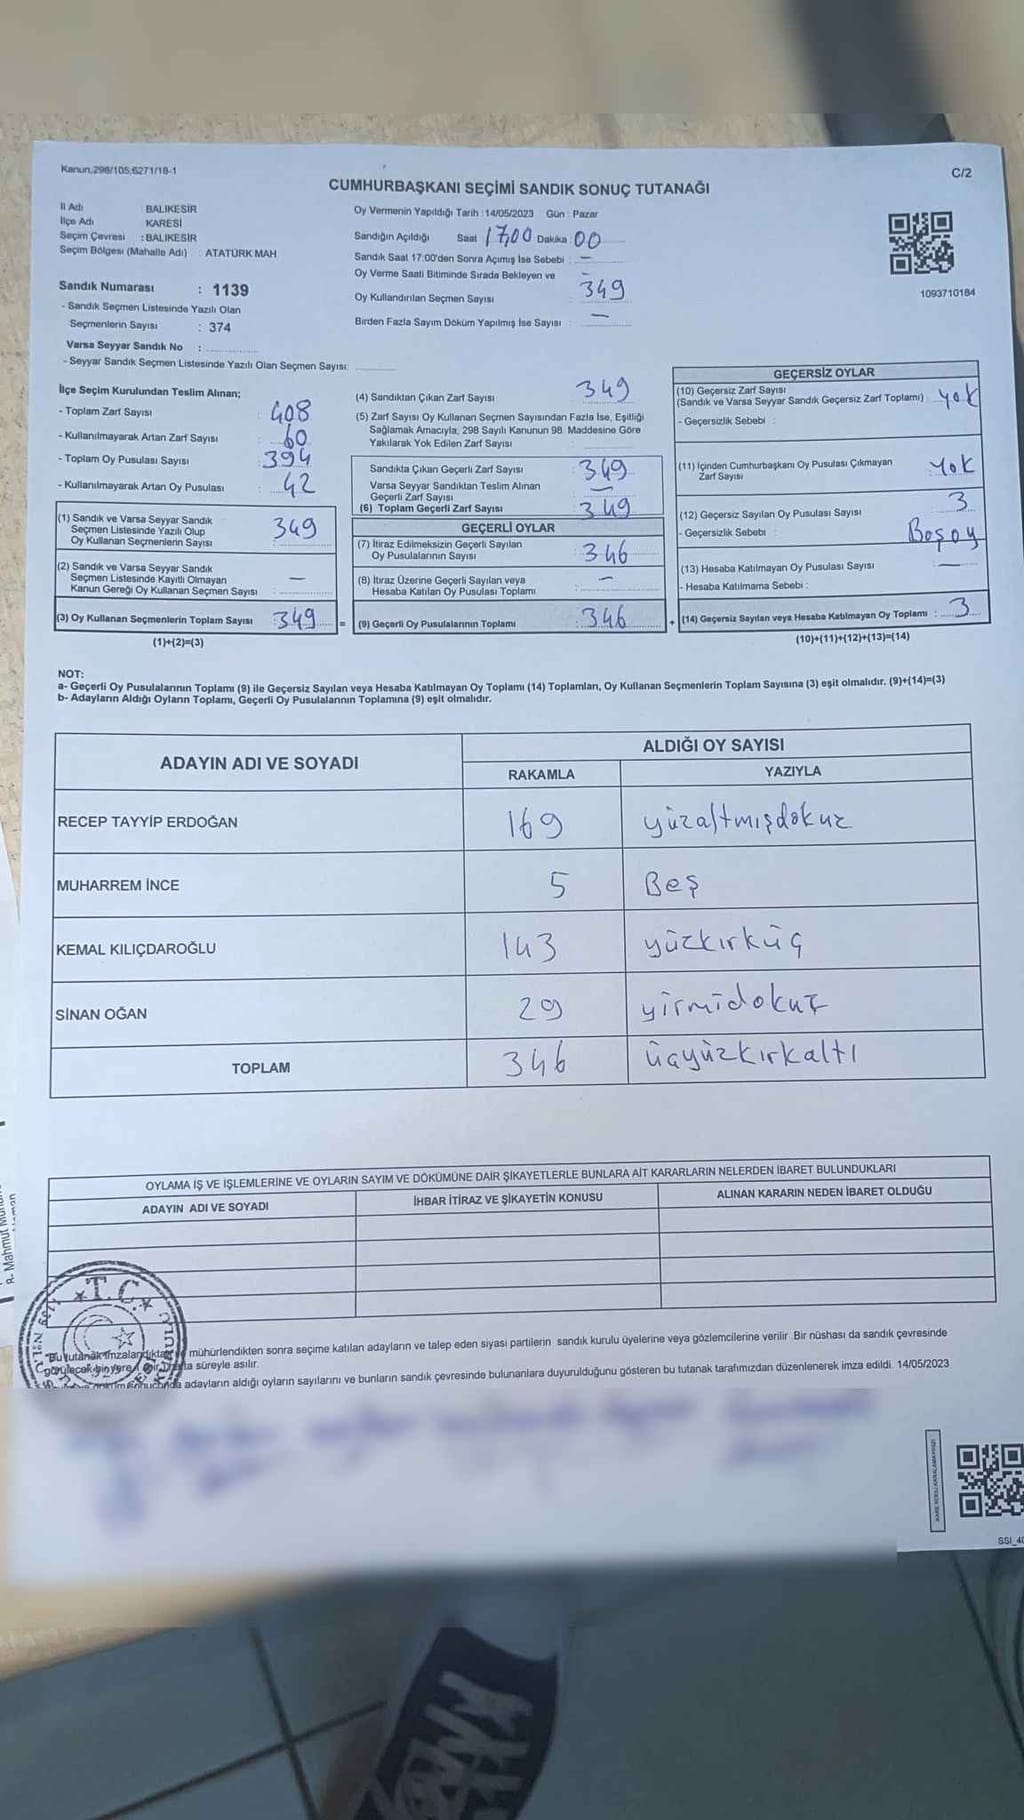 Kanun:298/105;6271/18-1
C/2
CUMHURBAŞKANI SEÇİMİ SANDIK SONUÇ TUTANAĞI
İl Adı : BALIKESİR
İlçe Adı : KARESİ
Seçim Çevresi : BALIKESİR
Seçim Bölgesi (Mahalle Adı) : ATATÜRK MAH
Sandık Numarası : 1139
- Sandık Seçmen Listesinde Yazılı Olan
Seçmenlerin Sayısı : 374
Varsa Seyyar Sandık No :
- Seyyar Sandık Seçmen Listesinde Yazılı Olan Seçmen Sayısı:
Oy Vermenin Yapıldığı Tarih : 14/05/2023 Gün : Pazar
Sandığın Açıldığı Saat 17,00 Dakika : 00
Sandık Saat 17:00'den Sonra Açımış İse Sebebi : —
Oy Verme Saati Bitiminde Sırada Bekleyen ve —
Oy Kullandırılan Seçmen Sayısı : 349
Birden Fazla Sayım Döküm Yapılmış İse Sayısı : —
1093710184
İlçe Seçim Kurulundan Teslim Alınan;
- Toplam Zarf Sayısı : 408
- Kullanılmayarak Artan Zarf Sayısı : 60
- Toplam Oy Pusulası Sayısı : 394
- Kullanılmayarak Artan Oy Pusulası : 42
(1) Sandık ve Varsa Seyyar Sandık
Seçmen Listesinde Yazılı Olup
Oy Kullanan Seçmenlerin Sayısı : 349
(2) Sandık ve Varsa Seyyar Sandık
Seçmen Listesinde Kayıtlı Olmayan
Kanun Gereği Oy Kullanan Seçmen Sayısı : —
(3) Oy Kullanan Seçmenlerin Toplam Sayısı : 349 =
(1)+(2)=(3)
(4) Sandıktan Çıkan Zarf Sayısı : 349
(5) Zarf Sayısı Oy Kullanan Seçmen Sayısından Fazla İse, Eşitliği
Sağlamak Amacıyla; 298 Sayılı Kanunun 98. Maddesine Göre
Yakılarak Yok Edilen Zarf Sayısı :
Sandıkta Çıkan Geçerli Zarf Sayısı : 349
Varsa Seyyar Sandıktan Teslim Alınan
Geçerli Zarf Sayısı : —
(6) Toplam Geçerli Zarf Sayısı : 349
GEÇERLİ OYLAR
(7) İtiraz Edilmeksizin Geçerli Sayılan
Oy Pusulalarının Sayısı : 346
(8) İtiraz Üzerine Geçerli Sayılan veya
Hesaba Katılan Oy Pusulası Toplamı : —
(9) Geçerli Oy Pusulalarının Toplamı : 346 +
GEÇERSİZ OYLAR
(10) Geçersiz Zarf Sayısı
(Sandık ve Varsa Seyyar Sandık Geçersiz Zarf Toplamı) : yok
- Geçersizlik Sebebi :
(11) İçinden Cumhurbaşkanı Oy Pusulası Çıkmayan
Zarf Sayısı : yok
(12) Geçersiz Sayılan Oy Pusulası Sayısı : 3
- Geçersizlik Sebebi : Boşoy
(13) Hesaba Katılmayan Oy Pusulası Sayısı : —
- Hesaba Katılmama Sebebi :
(14) Geçersiz Sayılan veya Hesaba Katılmayan Oy Toplamı : 3
(10)+(11)+(12)+(13)=(14)
NOT:
a- Geçerli Oy Pusulalarının Toplamı (9) ile Geçersiz Sayılan veya Hesaba Katılmayan Oy Toplamı (14) Toplamları, Oy Kullanan Seçmenlerin Toplam Sayısına (3) eşit olmalıdır. (9)+(14)=(3)
b- Adayların Aldığı Oyların Toplamı, Geçerli Oy Pusulalarının Toplamına (9) eşit olmalıdır.
ADAYIN ADI VE SOYADI
ALDIĞI OY SAYISI
RAKAMLA YAZIYLA
RECEP TAYYİP ERDOĞAN 169 yüzaltmışdokuz
MUHARREM İNCE 5 Beş
KEMAL KILIÇDAROĞLU 143 yüzkırküç
SİNAN OĞAN 29 yirmidokuz
TOPLAM 346 üçyüzkırkaltı
OYLAMA İŞ VE İŞLEMLERİNE VE OYLARIN SAYIM VE DÖKÜMÜNE DAİR ŞİKAYETLERLE BUNLARA AİT KARARLARIN NELERDEN İBARET BULUNDUKLARI
ADAYIN ADI VE SOYADI İHBAR İTİRAZ VE ŞİKAYETİN KONUSU ALINAN KARARIN NEDEN İBARET OLDUĞU
T.C.
Bu tutanak imzalandıktan ve mühürlendikten sonra seçime katılan adayların ve talep eden siyasi partilerin sandık kurulu üyelerine veya gözlemcilerine verilir. Bir nüshası da sandık çevresinde
görülecek bir yere süreyle asılır.
adayların aldığı oyların sayılarını ve bunların sandık çevresinde bulunanlara duyurulduğunu gösteren bu tutanak tarafımızdan düzenlenerek imza edildi. 14/05/2023
R. Mahmut